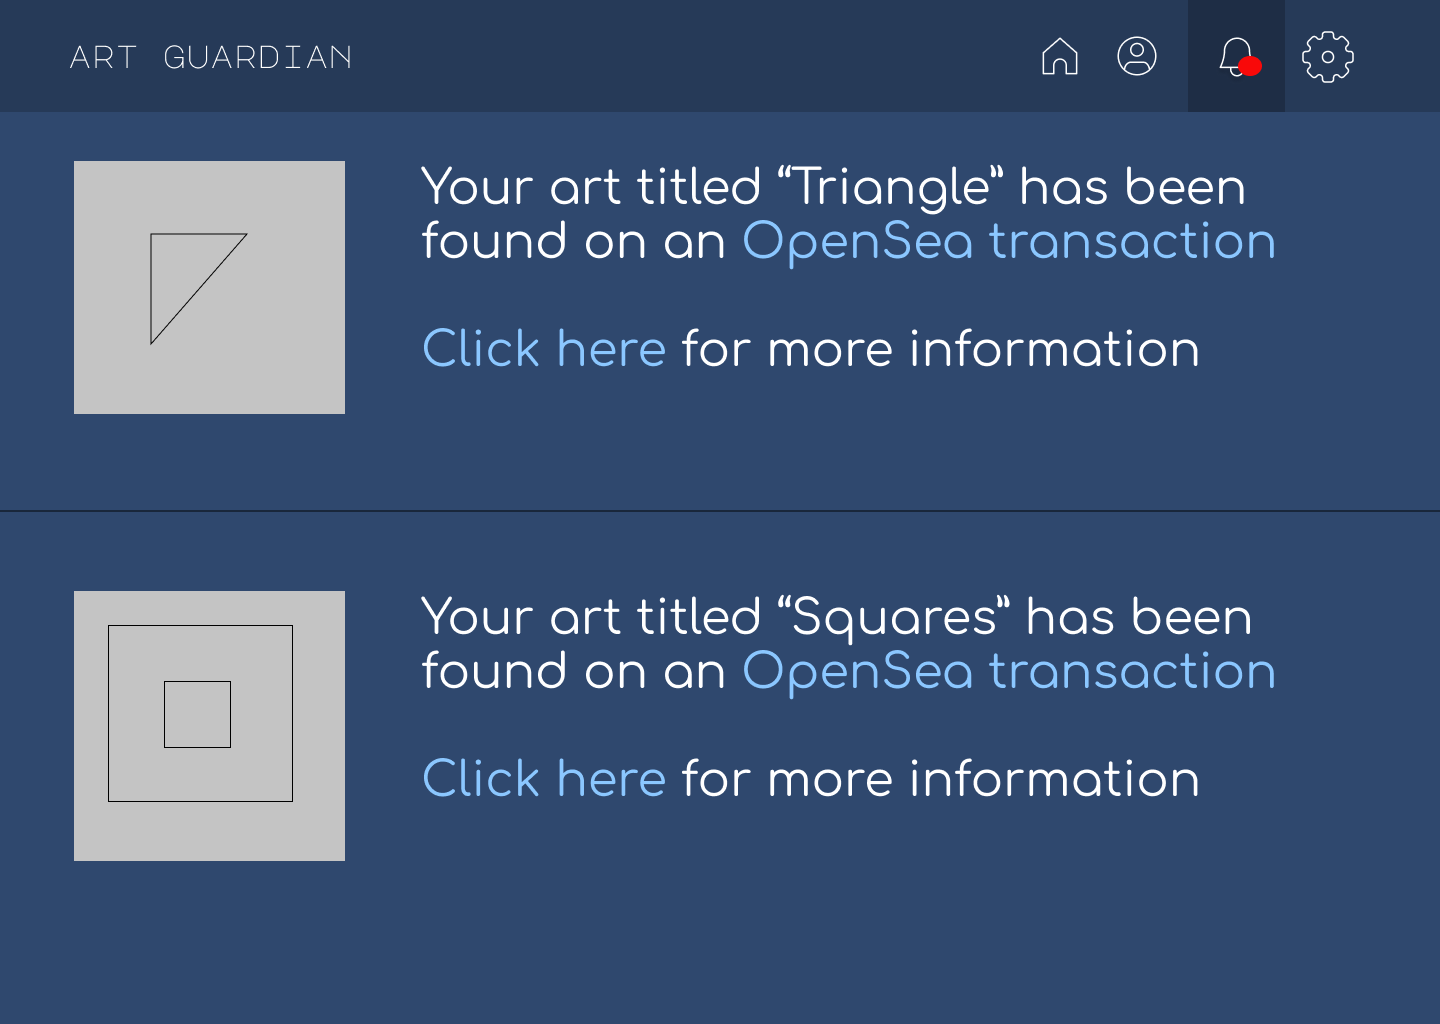 ART GUARDIAN
Your art titled “Triangle” has been
found on an OpenSea transaction
Click here for more information
Your art titled “Squares” has been
found on an OpenSea transaction
Click here for more information